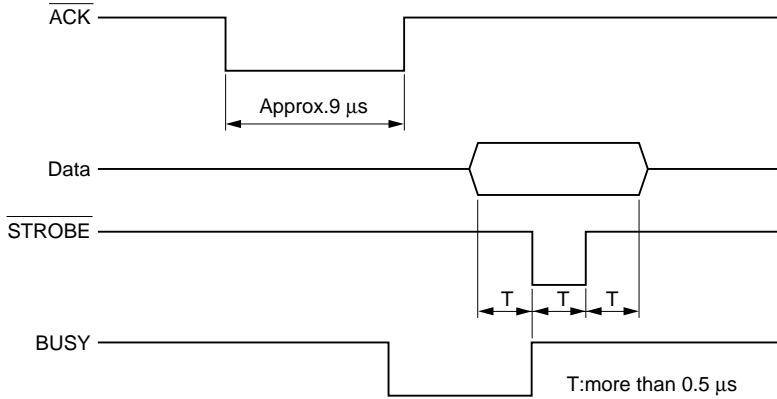 ACK
Approx.9 μs
Data
STROBE
T T T
BUSY
T:more than 0.5 μs